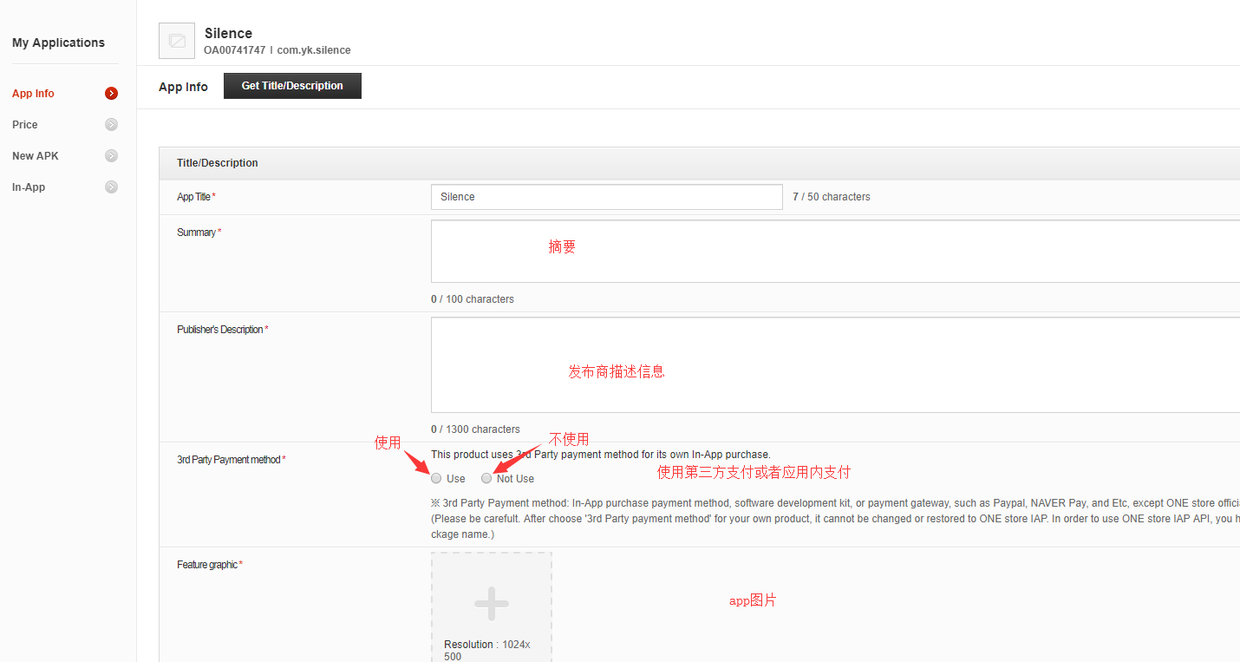 My Applications
App Info
Price
New APK
In-App
Silence
OA00741747 | com.yk.silence
App Info
Get Title/Description
Title/Description
App Title*
Silence
7 / 50 characters
Summary*
摘要
0 / 100 characters
Publisher's Description*
发布商描述信息
0 / 1300 characters
使用
不使用
3rd Party Payment method*
This product uses 3rd Party payment method for its own In-App purchase.
Use
Not Use
使用第三方支付或者应用内支付
※ 3rd Party Payment method: In-App purchase payment method, software development kit, or payment gateway, such as Paypal, NAVER Pay, and Etc, except ONE store offici
(Please be carefult. After choose '3rd Party payment method' for your own product, it cannot be changed or restored to ONE store IAP. In order to use ONE store IAP API, you h
ckage name.)
Feature graphic*
app图片
Resolution : 1024x
500